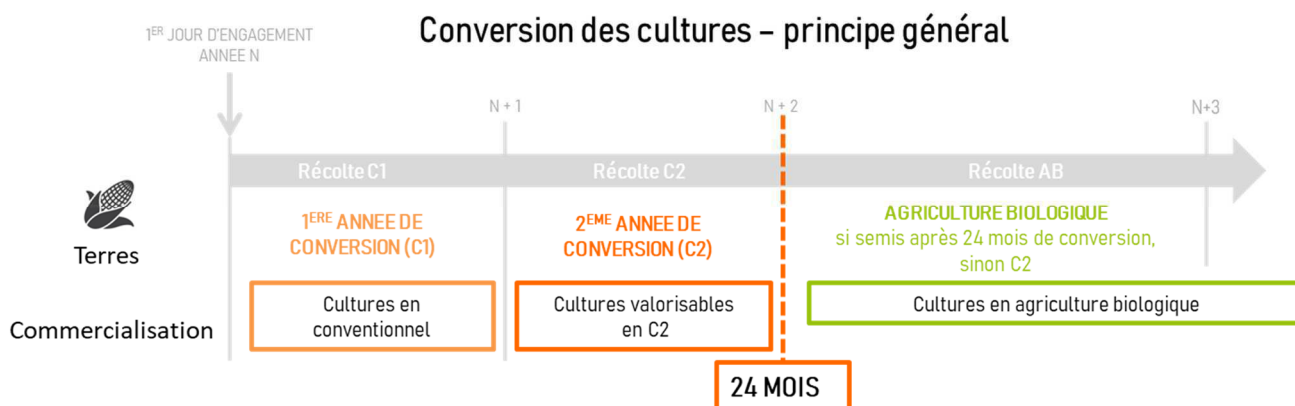 Conversion des cultures – principe général
1ER JOUR D'ENGAGEMENT
ANNEE N
N + 1
N + 2
N+3
Récolte C1
Récolte C2
Récolte AB
Terres
1ERE ANNEE DE
CONVERSION (C1)
2EME ANNEE DE
CONVERSION (C2)
AGRICULTURE BIOLOGIQUE
si semis après 24 mois de conversion,
sinon C2
Commercialisation
Cultures en
conventionnel
Cultures valorisables
en C2
Cultures en agriculture biologique
24 MOIS